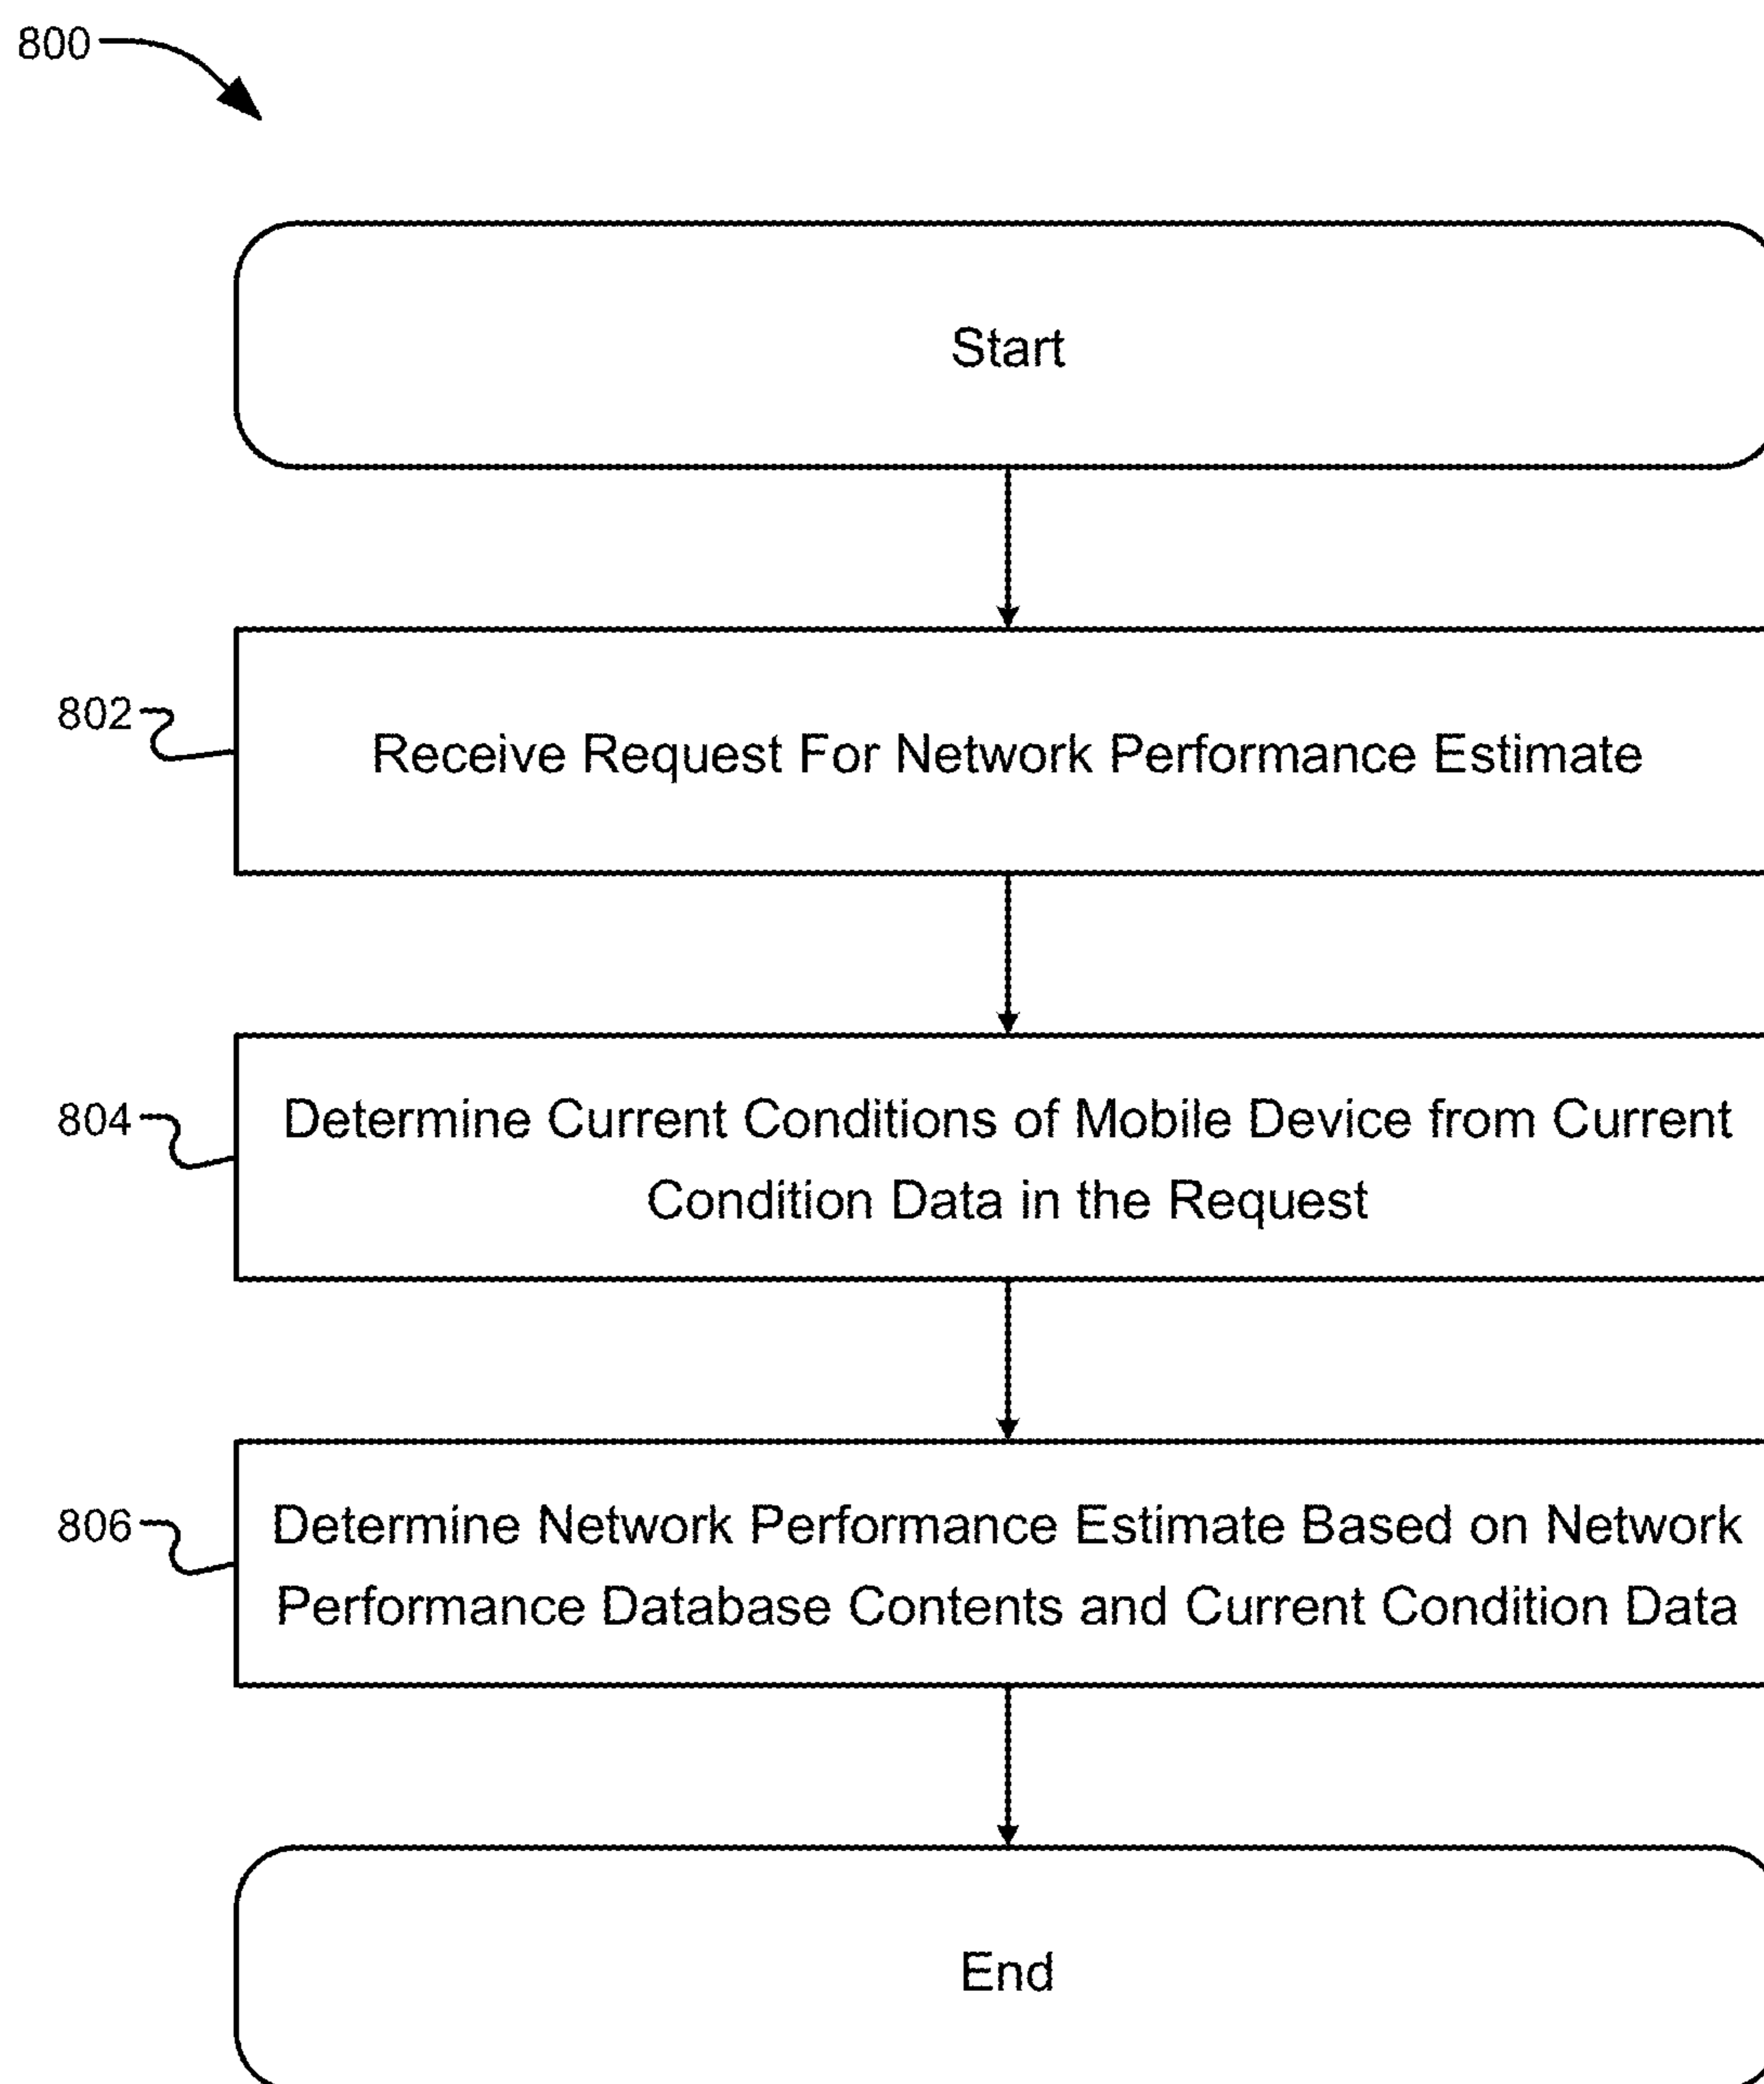 800
Start
802
Receive Request For Network Performance Estimate
804
Determine Current Conditions of Mobile Device from Current
Condition Data in the Request
806
Determine Network Performance Estimate Based on Network
Performance Database Contents and Current Condition Data
End